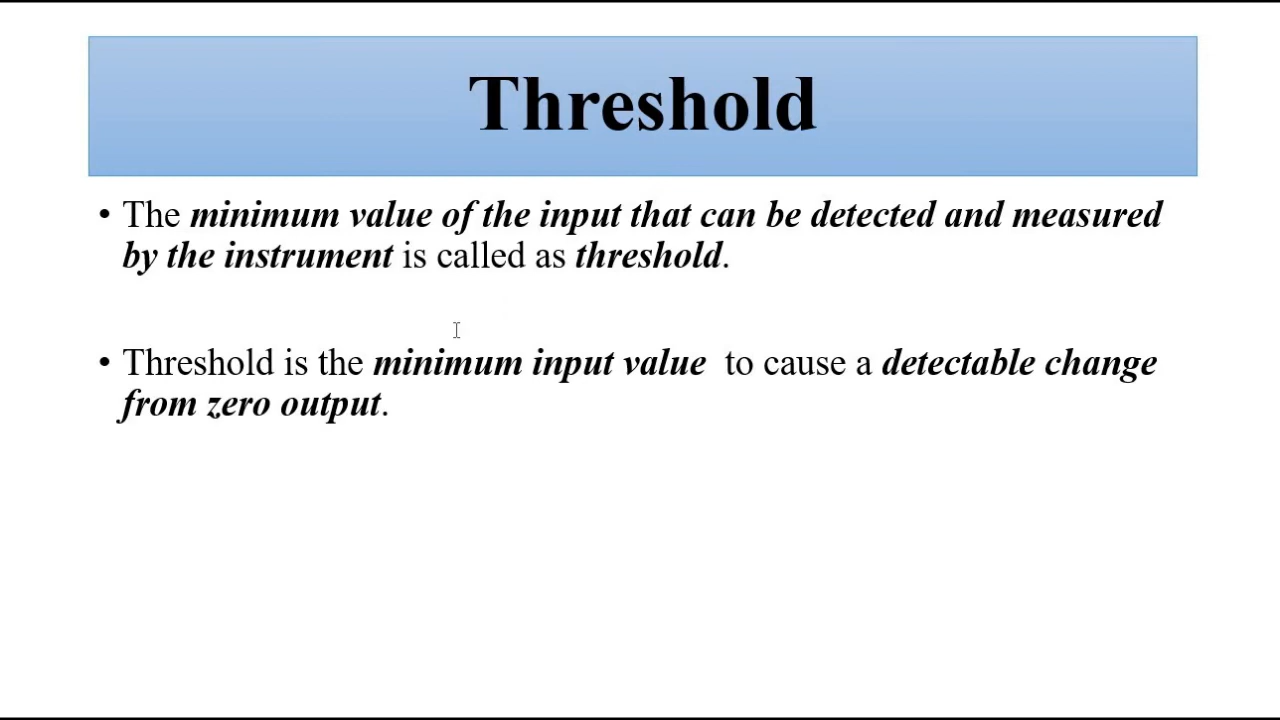 Threshold
• The minimum value of the input that can be detected and measured
by the instrument is called as threshold.
• Threshold is the minimum input value to cause a detectable change
from zero output.